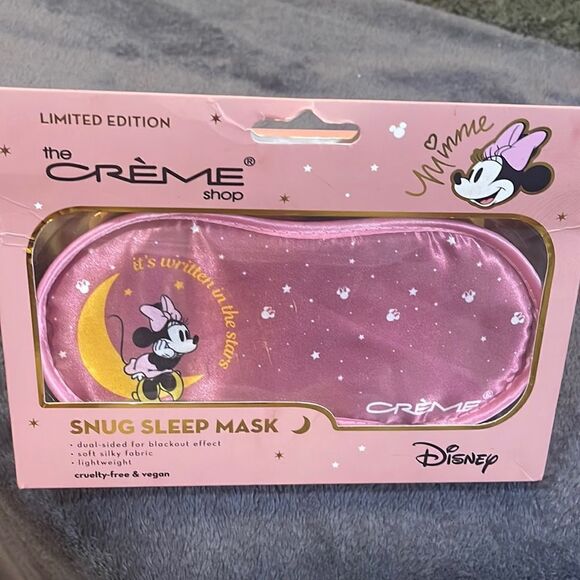 LIMITED EDITION
the
CRÈME®
shop
Minnie
it's written in the stars
CRÈME
SNUG SLEEP MASK
• dual-sided for blackout effect
• soft silky fabric
• lightweight
cruelty-free & vegan
Disney